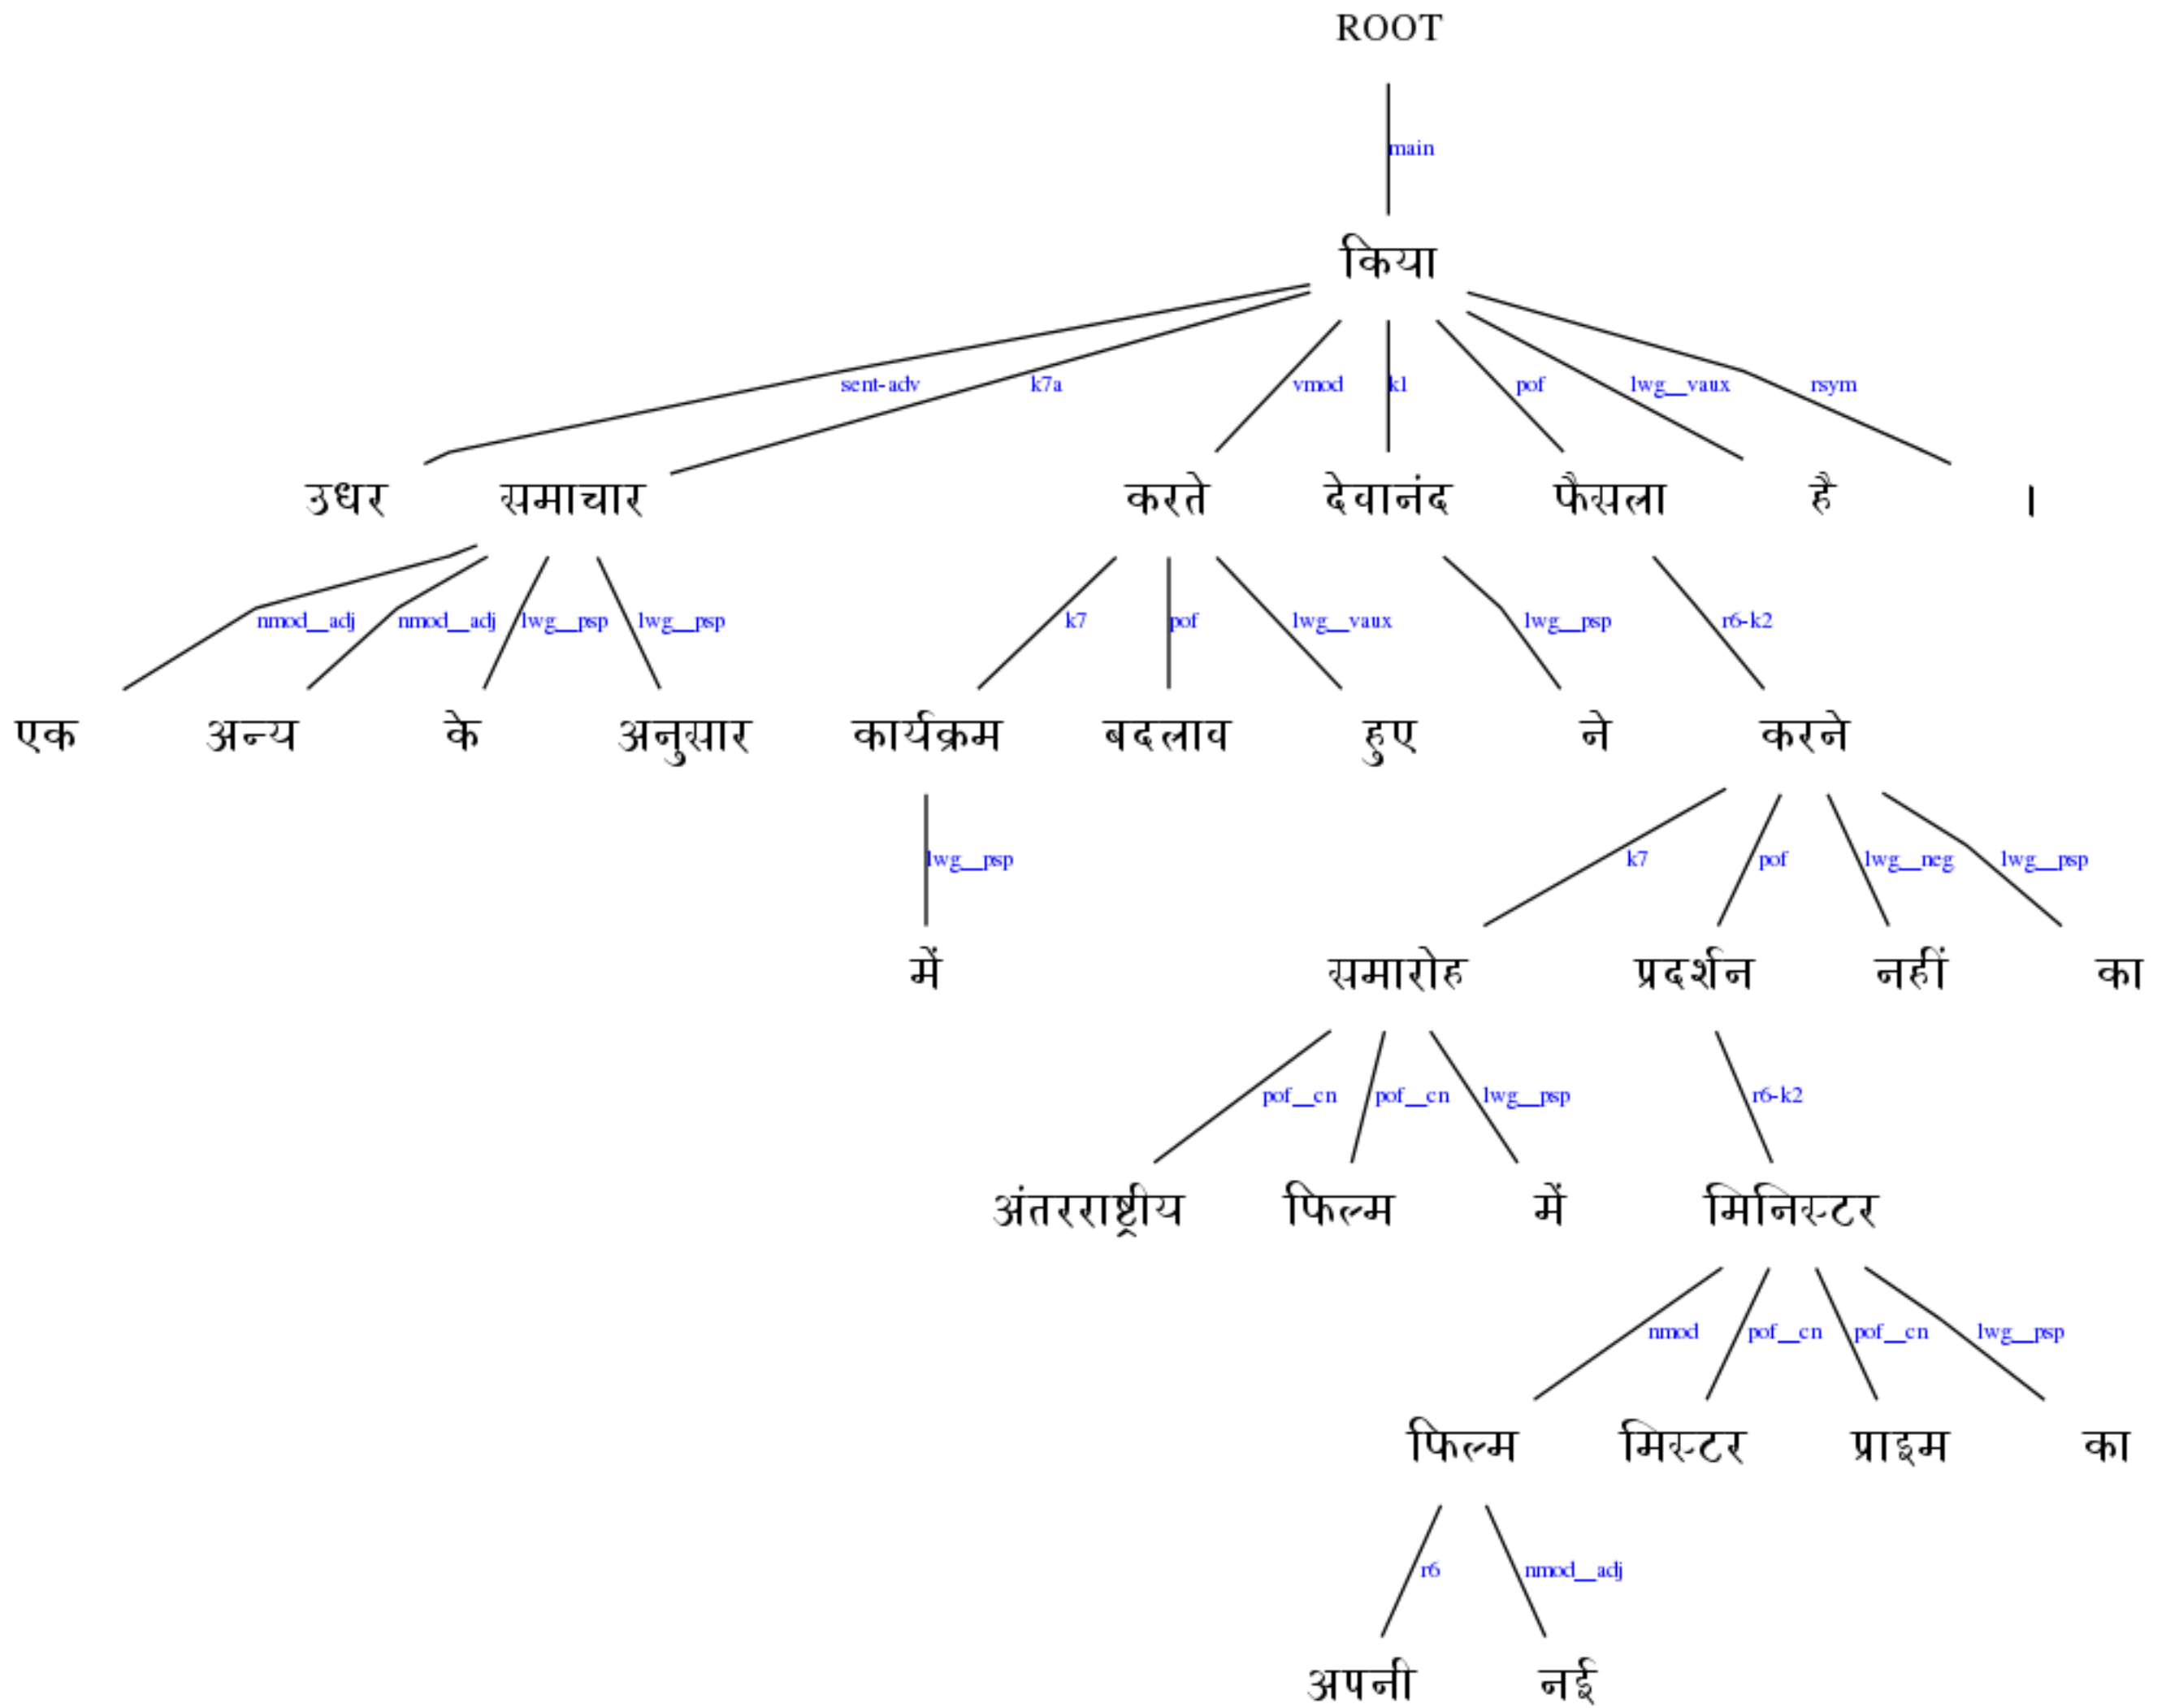 ROOT
main
किया
sent-adv k7a vmod k1 pof lwg__vaux rsym
उधर समाचार करते देवानंद फैसला है ।
nmod__adj nmod__adj lwg__psp lwg__psp k7 pof lwg__vaux lwg__psp r6-k2
एक अन्य के अनुसार कार्यक्रम बदलाव हुए ने करने
lwg__psp k7 pof lwg__neg lwg__psp
में समारोह प्रदर्शन नहीं का
pof__cn pof__cn lwg__psp r6-k2
अंतरराष्ट्रीय फिल्म में मिनिस्टर
nmod pof__cn pof__cn lwg__psp
फिल्म मिस्टर प्राइम का
r6 nmod__adj
अपनी नई